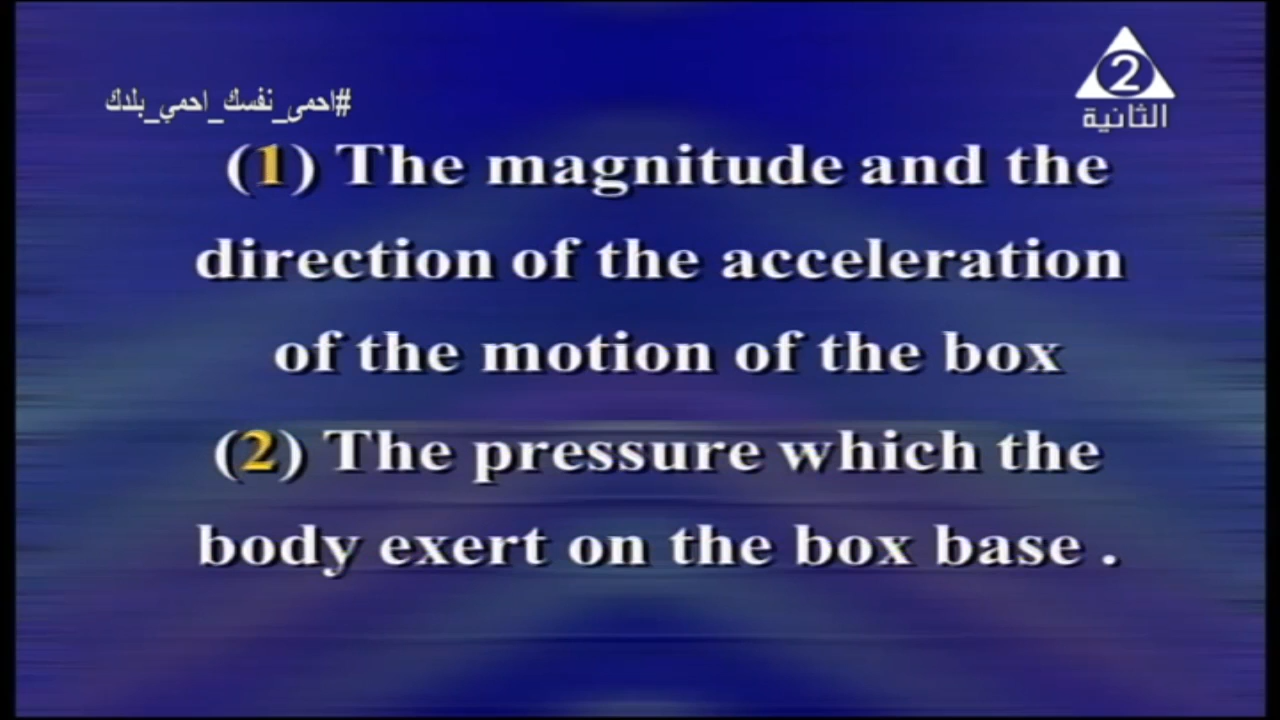 #احمى_نفسك_احمي_بلدك
2
الثانية
(1) The magnitude and the
direction of the acceleration
of the motion of the box
(2) The pressure which the
body exert on the box base .